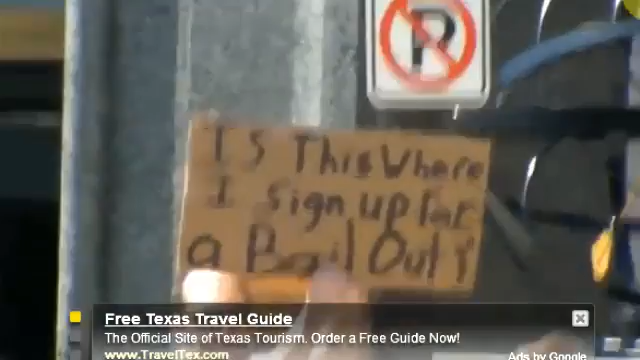 P
IS This Where
I Sign up For
a Bail Out?
Free Texas Travel Guide
The Official Site of Texas Tourism. Order a Free Guide Now!
www.TravelTex.com
Ads by Google